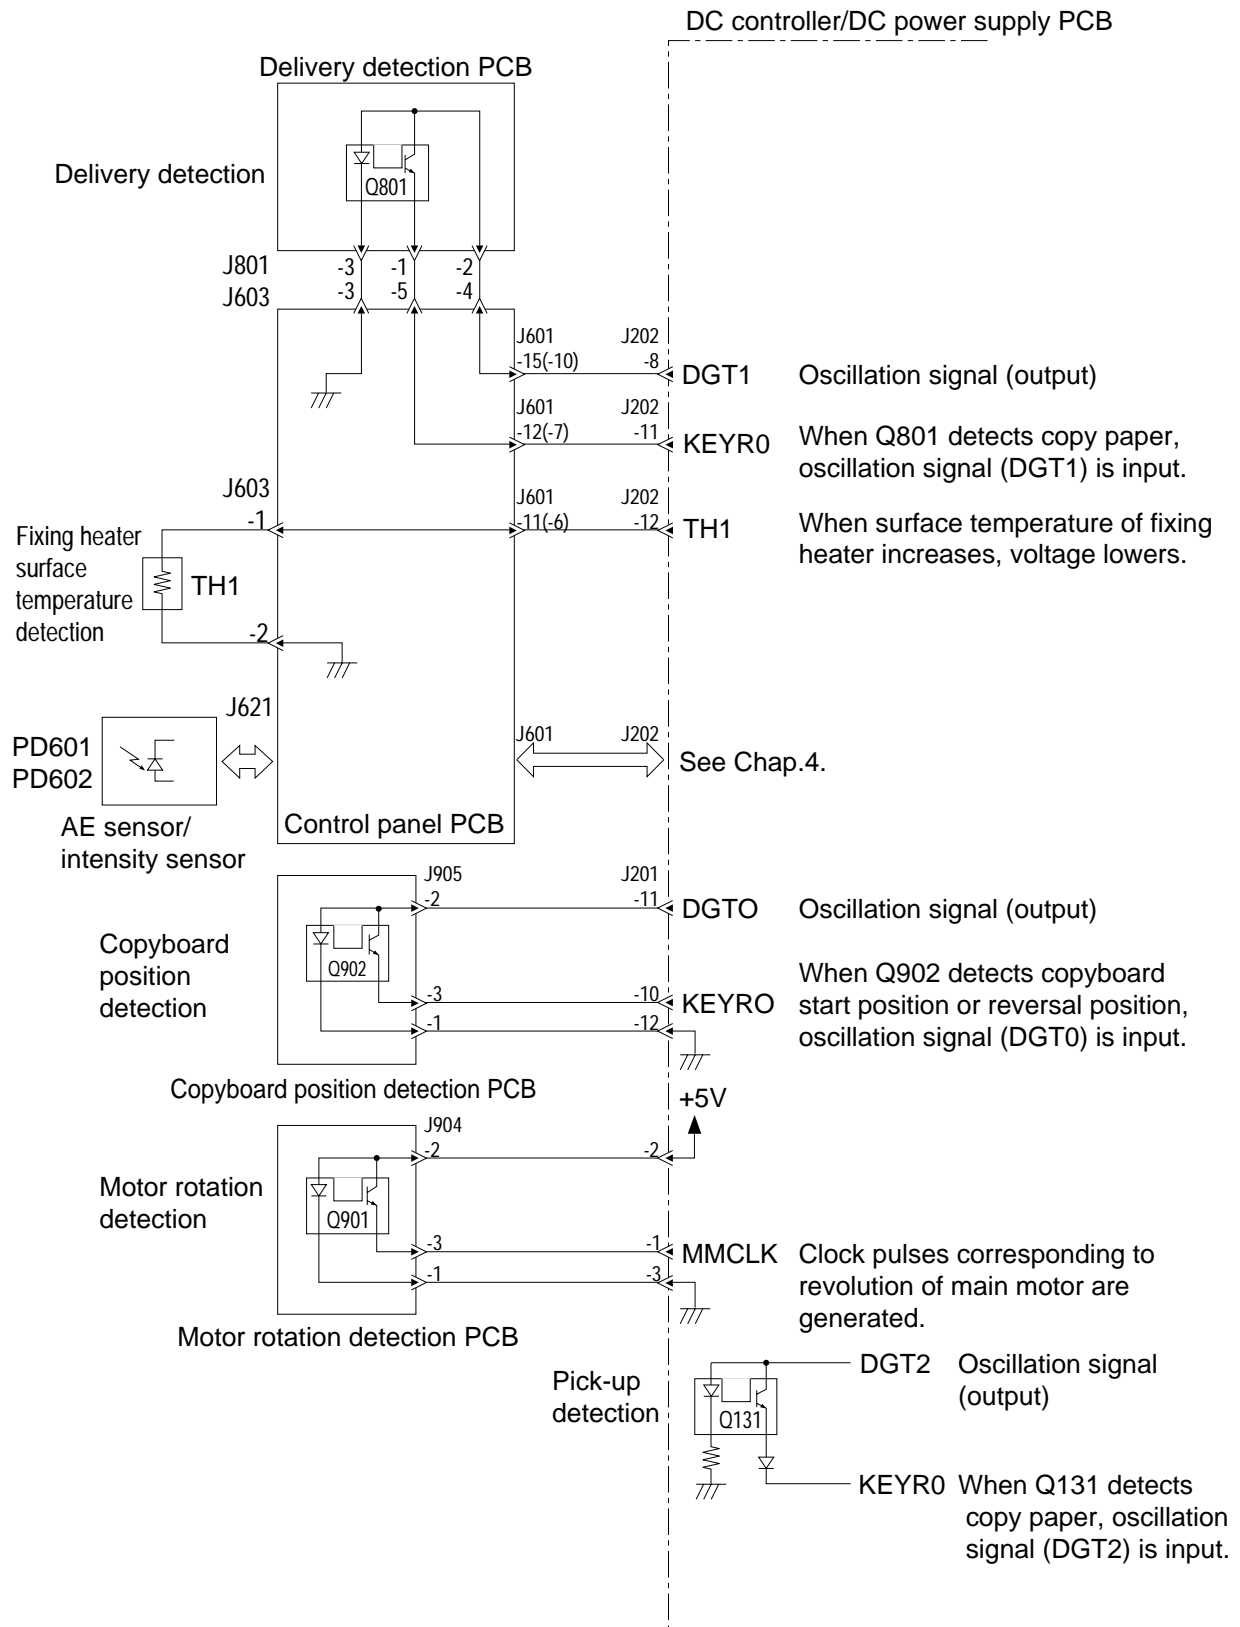 DC controller/DC power supply PCB
Delivery detection PCB
Delivery detection
Q801
J801
-3
-1
-2
J603
-3
-5
-4
J601
J202
-15(-10)
-8
DGT1
Oscillation signal (output)
J601
J202
-12(-7)
-11
KEYR0
When Q801 detects copy paper,
oscillation signal (DGT1) is input.
J603
-1
J601
J202
-11(-6)
-12
TH1
When surface temperature of fixing
heater increases, voltage lowers.
Fixing heater
surface
temperature
detection
TH1
-2
J621
PD601
PD602
AE sensor/
intensity sensor
J601
J202
See Chap.4.
Control panel PCB
J905
J201
-2
-11
DGTO
Oscillation signal (output)
Copyboard
position
detection
Q902
-3
-10
KEYRO
When Q902 detects copyboard
start position or reversal position,
oscillation signal (DGT0) is input.
-1
-12
Copyboard position detection PCB
+5V
J904
-2
-2
Motor rotation
detection
Q901
-3
-1
MMCLK
Clock pulses corresponding to
revolution of main motor are
generated.
-1
-3
Motor rotation detection PCB
Pick-up
detection
Q131
DGT2
Oscillation signal
(output)
KEYR0
When Q131 detects
copy paper, oscillation
signal (DGT2) is input.